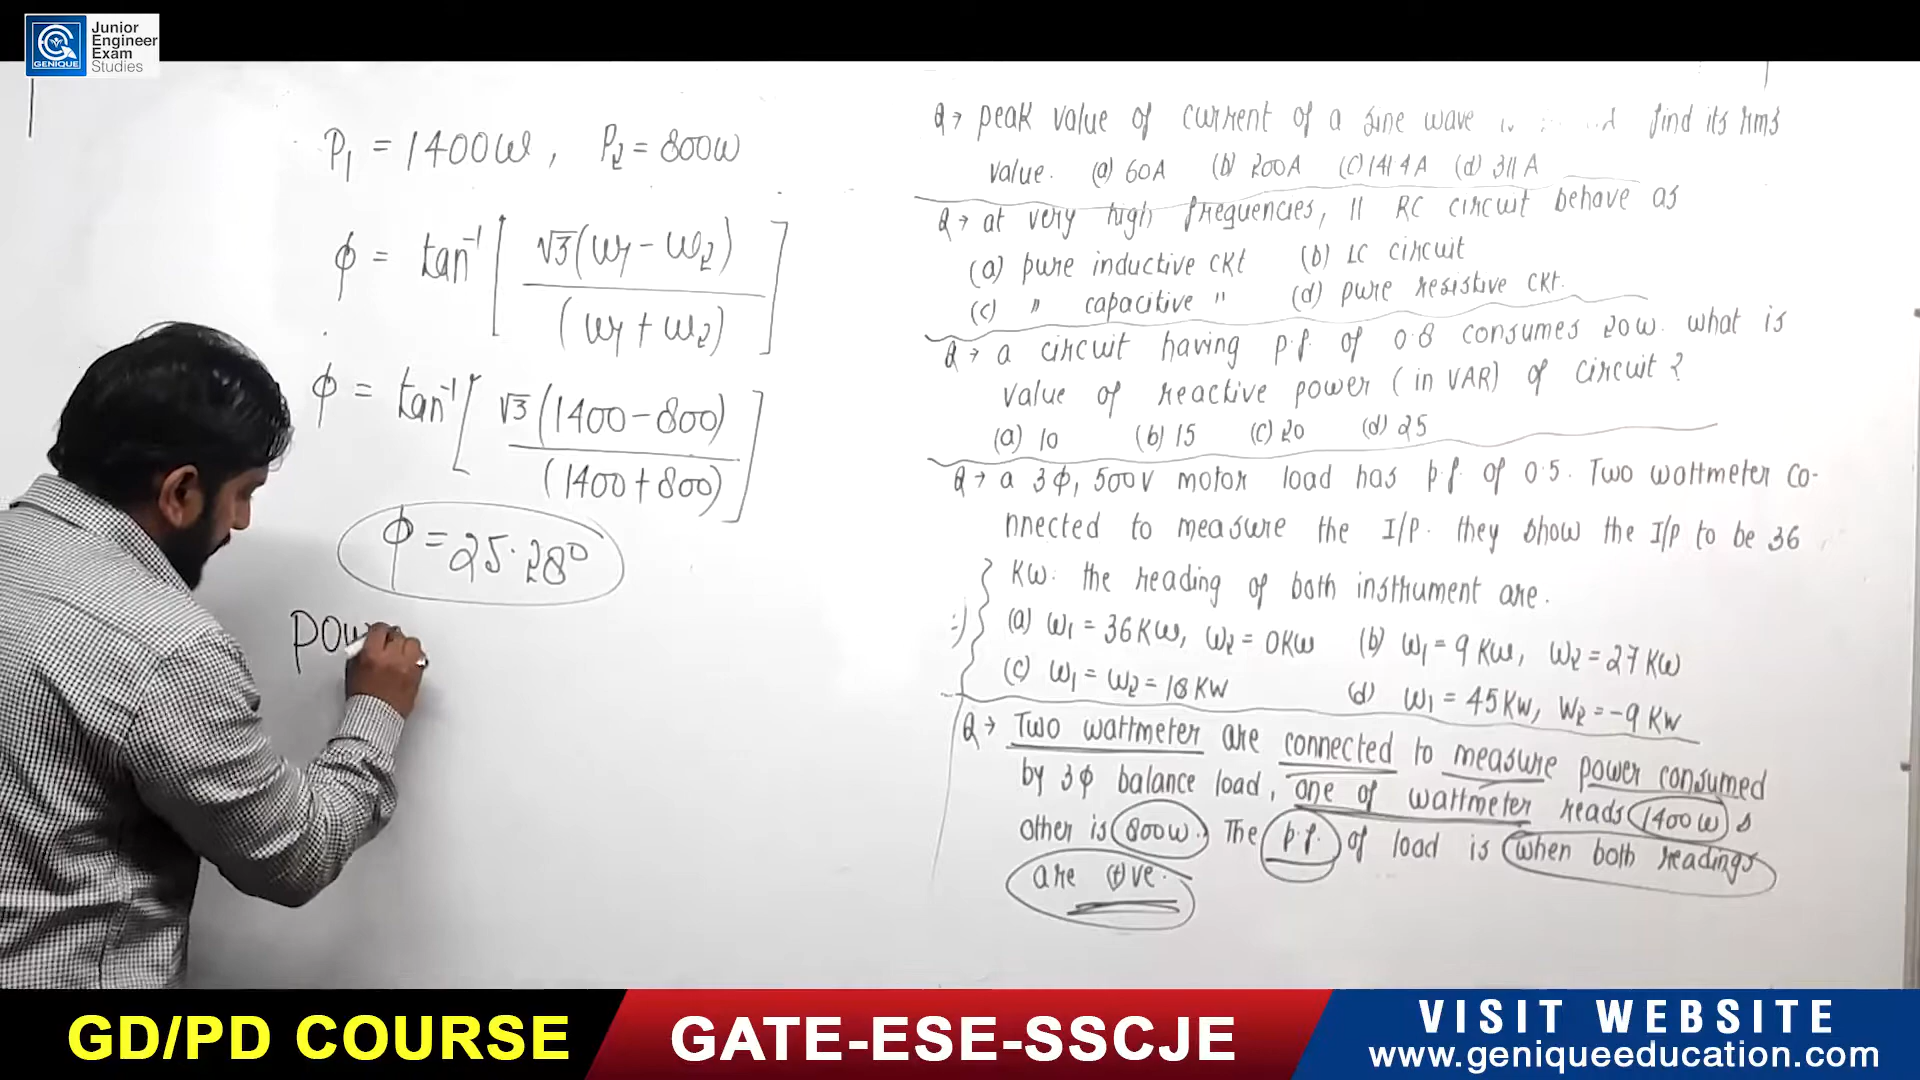 GENIQUE
Junior
Engineer
Exam
Studies
P1 = 1400W, P2 = 800W
ϕ = tan⁻¹ [ √3(W1 − W2) / (W1 + W2) ]
ϕ = tan⁻¹ [ √3(1400 − 800) / (1400 + 800) ]
ϕ = 25.28°
Pow
Q→ peak value of current of a sine wave find its rms
value. (a) 60A (b) 200A (c) 141.4A (d) 311 A
Q→ at very high frequencies, || RC circuit behave as
(a) pure inductive ckt (b) LC circuit
(c) " capacitive " (d) pure resistive ckt.
Q→ a circuit having p.f. of 0.8 consumes 20W. what is
value of reactive power (in VAR) of circuit?
(a) 10 (b) 15 (c) 20 (d) 25
Q→ a 3ϕ, 500V motor load has p.f. of 0.5. Two wattmeter co-
nnected to measure the I/P. they show the I/P to be 36
KW. the reading of both instrument are.
(a) W1 = 36KW, W2 = 0KW (b) W1 = 9 KW, W2 = 27 KW
(c) W1 = W2 = 18 KW (d) W1 = 45KW, W2 = -9 KW
Q→ Two wattmeter are connected to measure power consumed
by 3ϕ balance load, one of wattmeter reads 1400W &
other is 800W. The p.f. of load is when both readings
are (+)ve.
GD/PD COURSE
GATE-ESE-SSCJE
VISIT WEBSITE
www.geniqueeducation.com